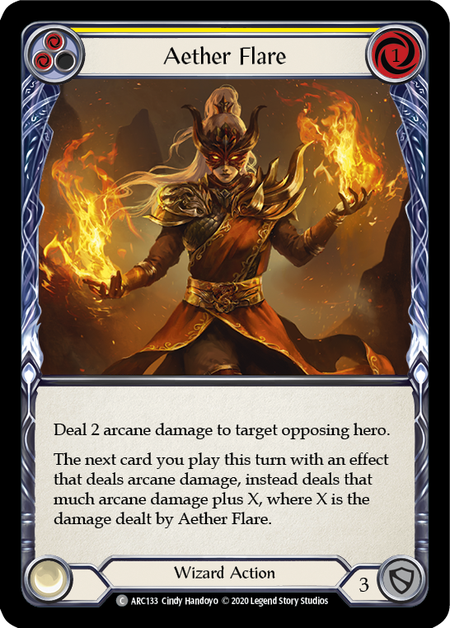 1
Aether Flare
Deal 2 arcane damage to target opposing hero.
The next card you play this turn with an effect
that deals arcane damage, instead deals that
much arcane damage plus X, where X is the
damage dealt by Aether Flare.
Wizard Action
3
C ARC133 Cindy Handoyo © 2020 Legend Story Studios